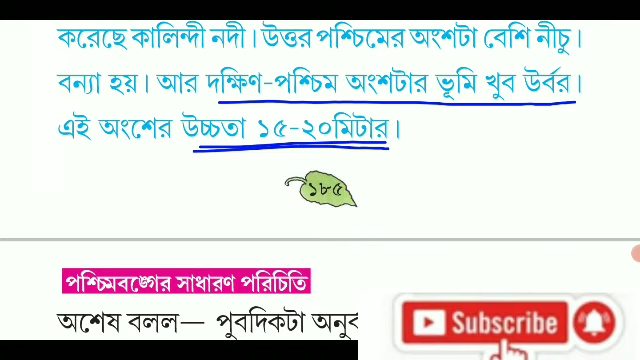 করেছে কালিন্দী নদী। উত্তর পশ্চিমের অংশটা বেশি নীচু।
বন্যা হয়। আর দক্ষিণ-পশ্চিম অংশটার ভূমি খুব উর্বর।
এই অংশের উচ্চতা ১৫-২০মিটার।
১৮৫
পশ্চিমবঙ্গের সাধারণ পরিচিতি
অশেষ বলল— পুবদিকটা
Subscribe